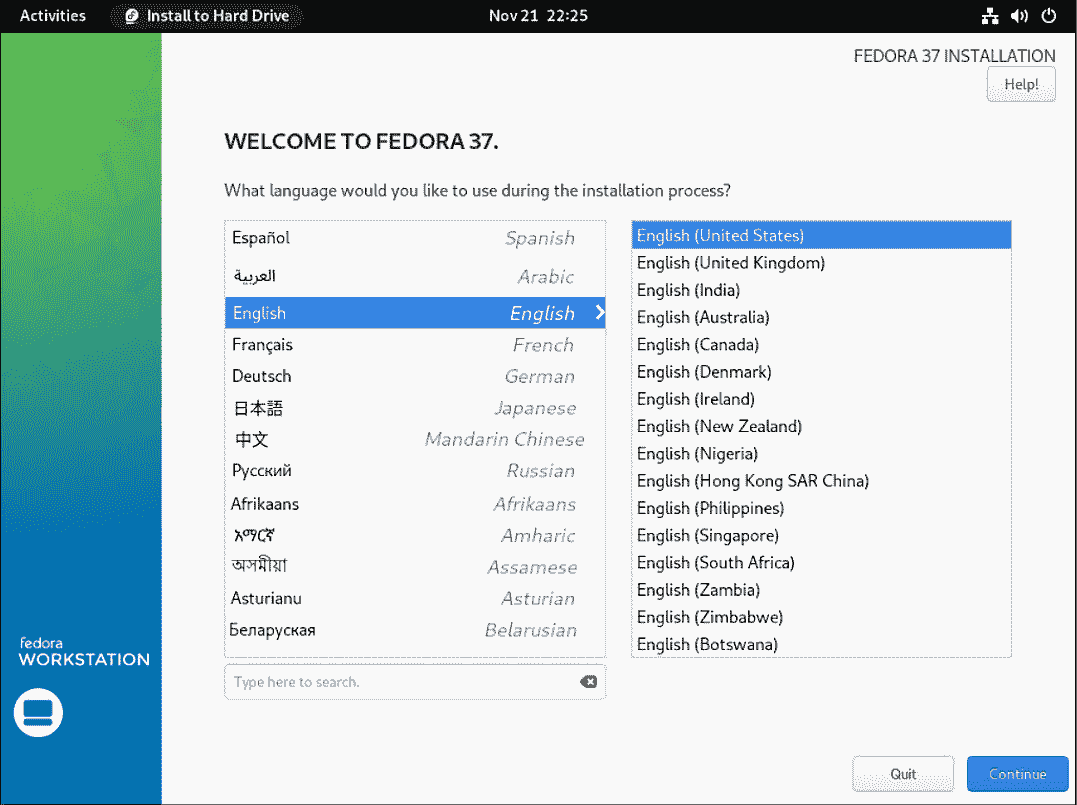 Activities Install to Hard Drive Nov 21 22:25
FEDORA 37 INSTALLATION
Help!
WELCOME TO FEDORA 37.
What language would you like to use during the installation process?
Español Spanish
العربية Arabic
English English
Français French
Deutsch German
日本語 Japanese
中文 Mandarin Chinese
Русский Russian
Afrikaans Afrikaans
አማርኛ Amharic
অসমীয়া Assamese
Asturianu Asturian
Беларуская Belarusian
Type here to search.
English (United States)
English (United Kingdom)
English (India)
English (Australia)
English (Canada)
English (Denmark)
English (Ireland)
English (New Zealand)
English (Nigeria)
English (Hong Kong SAR China)
English (Philippines)
English (Singapore)
English (South Africa)
English (Zambia)
English (Zimbabwe)
English (Botswana)
fedora
WORKSTATION
Quit Continue